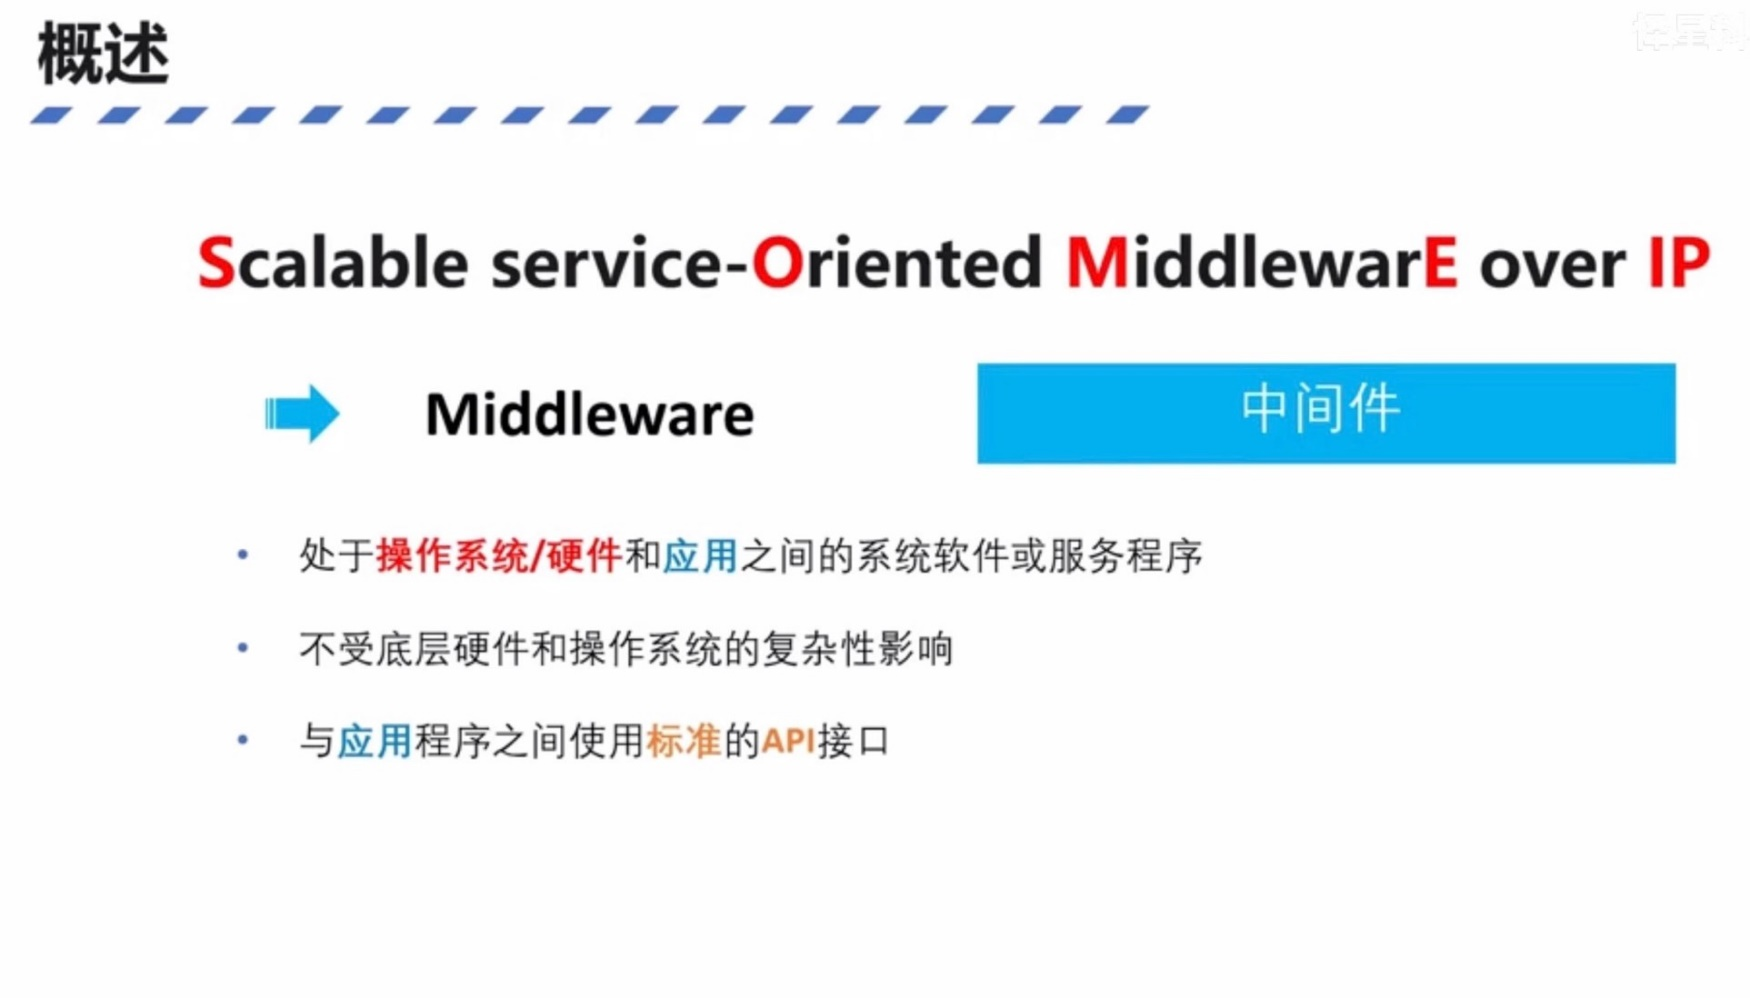 概述
Scalable service-Oriented MiddlewarE over IP
Middleware
中间件
• 处于操作系统/硬件和应用之间的系统软件或服务程序
• 不受底层硬件和操作系统的复杂性影响
• 与应用程序之间使用标准的API接口